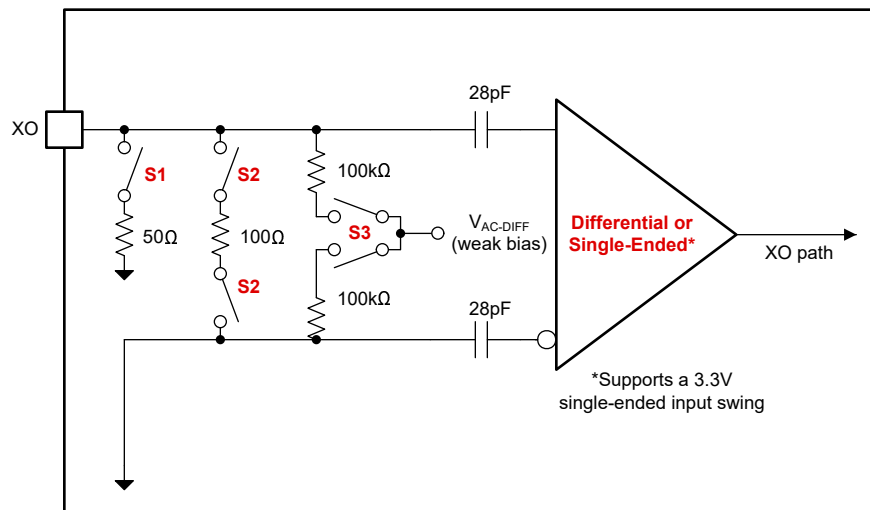 28pF
XO
S1
S2
100kΩ
S3
V_AC-DIFF
(weak bias)
50Ω
100Ω
S2
100kΩ
28pF
Differential or
Single-Ended*
XO path
*Supports a 3.3V
single-ended input swing